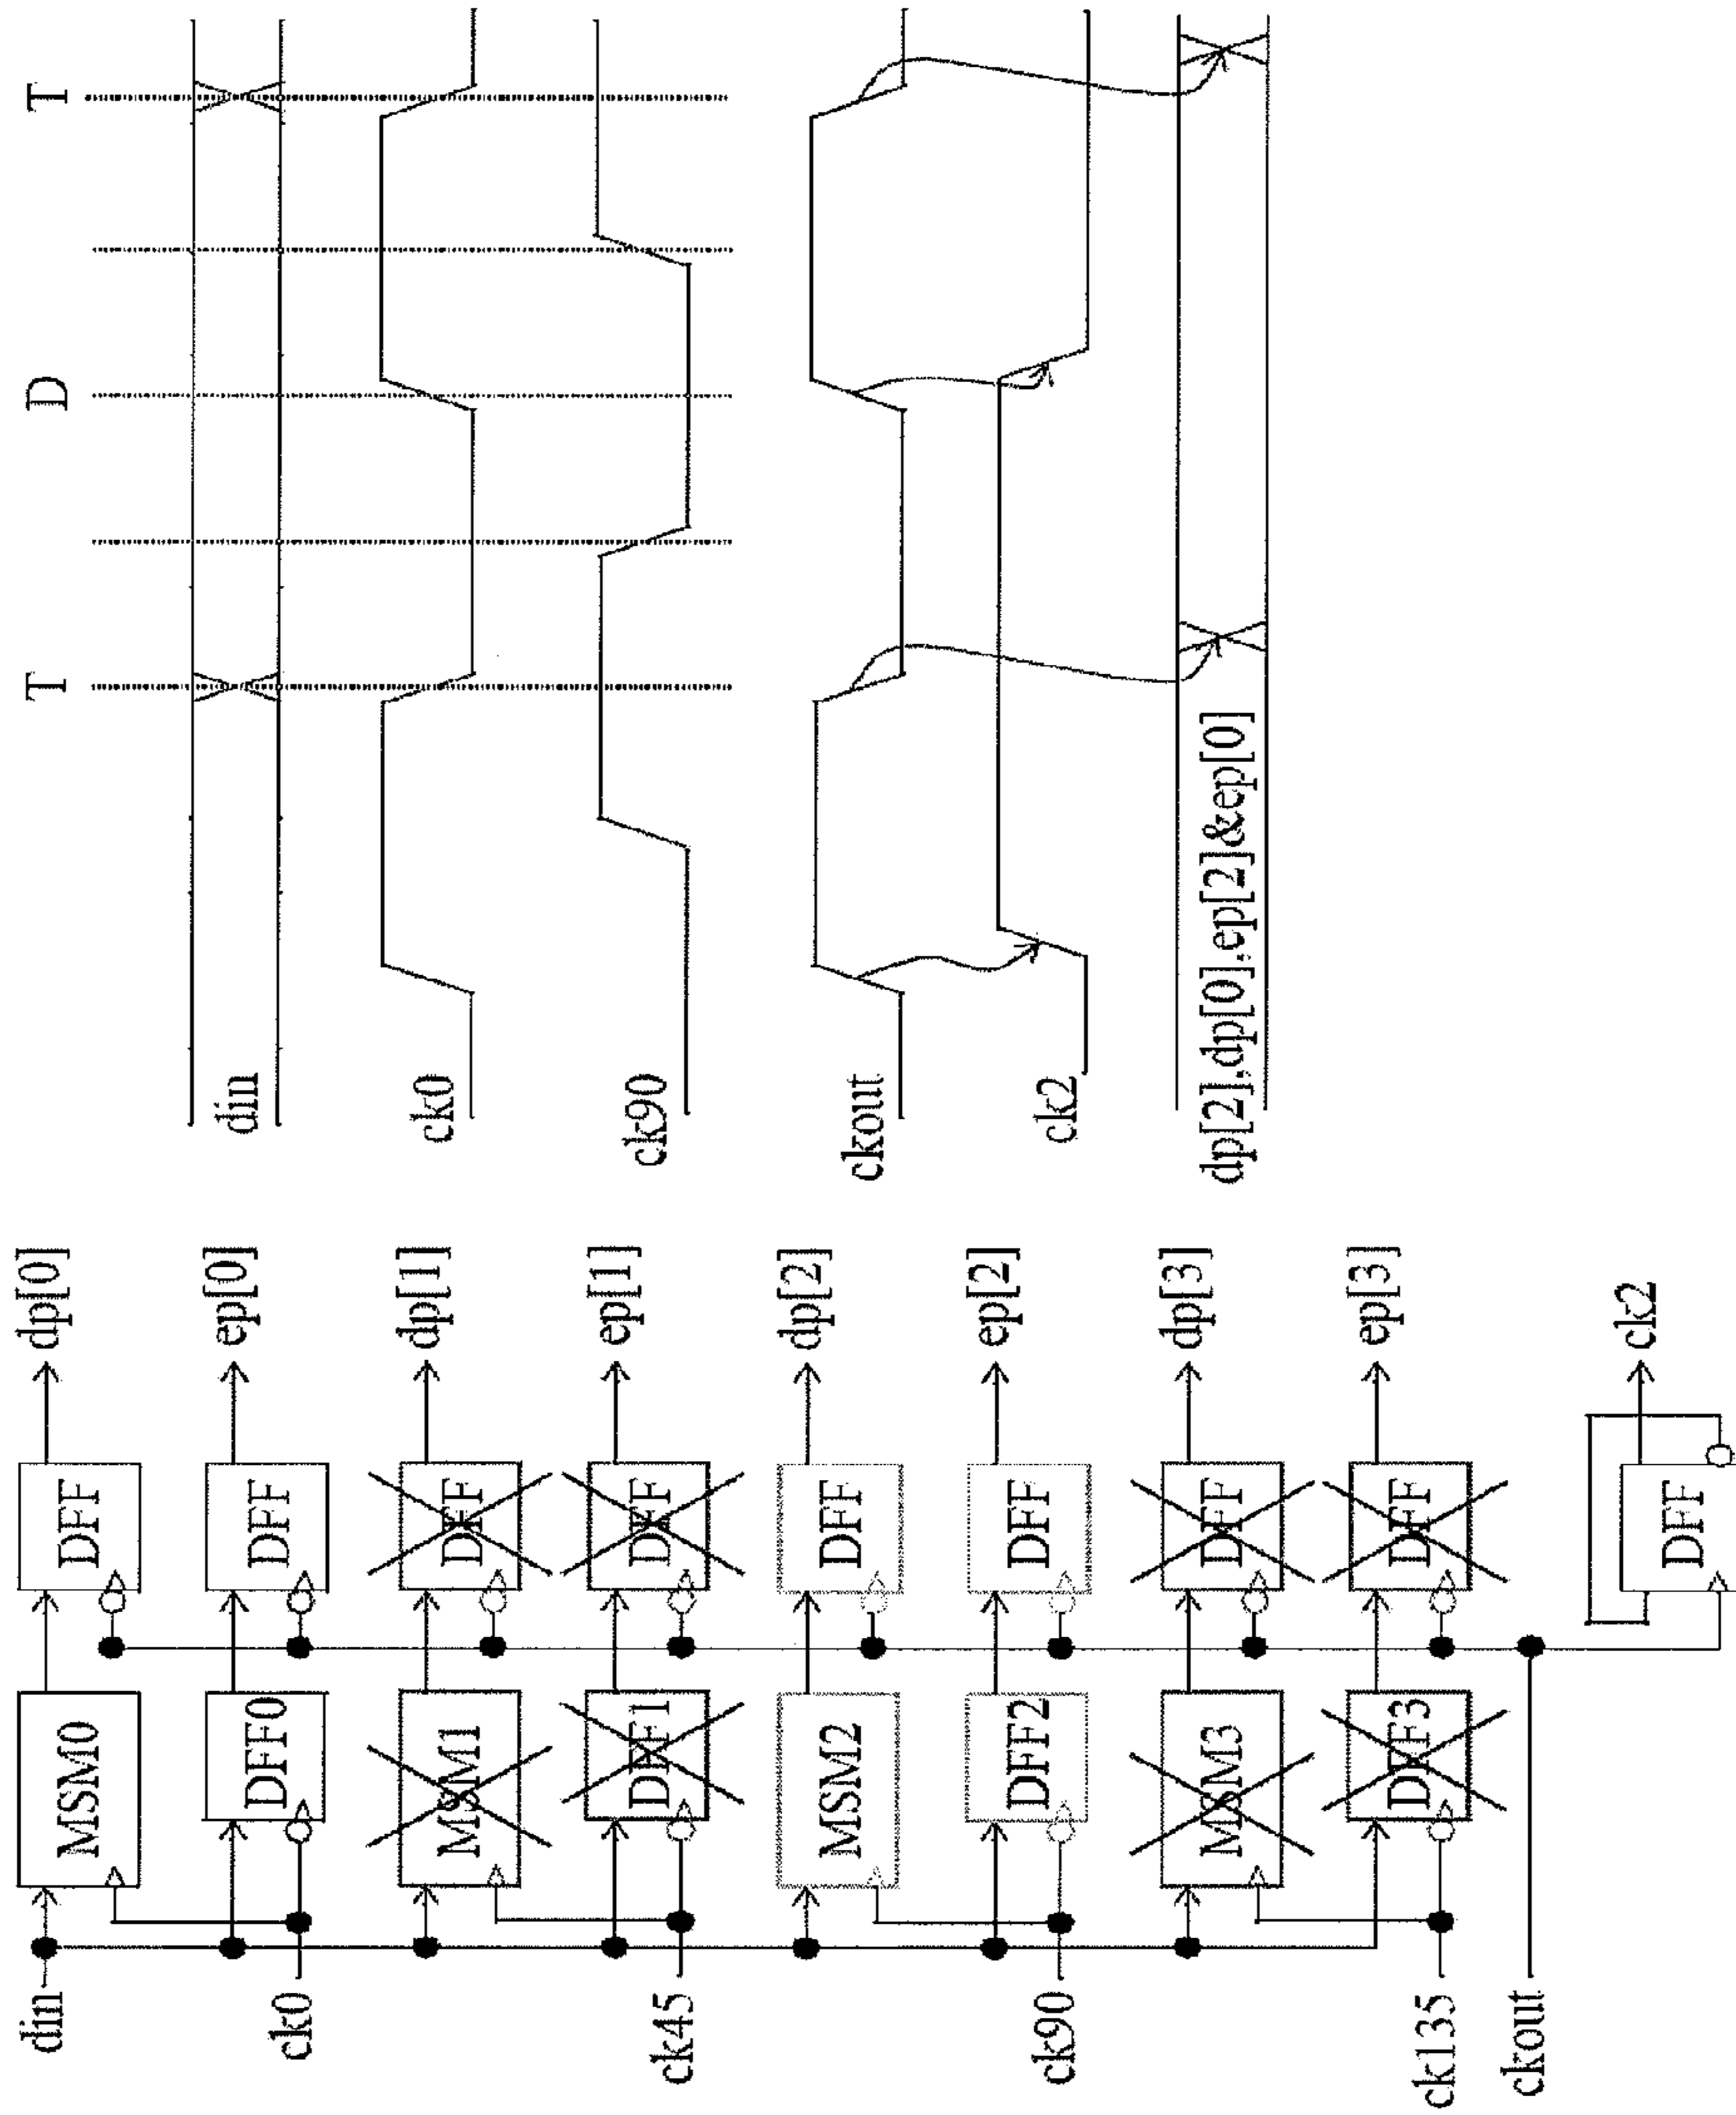 din
ck0
ck45
ck90
ck135
ckout
MSM0
DFF
dp[0]
DFF0
DFF
ep[0]
MSM1
DFF
dp[1]
DFF1
DFF
ep[1]
MSM2
DFF
dp[2]
DFF2
DFF
ep[2]
MSM3
DFF
dp[3]
DFF3
DFF
ep[3]
DFF
ck2
T
D
T
din
ck0
ck90
ckout
ck2
dp[2],dp[0],ep[2]&ep[0]